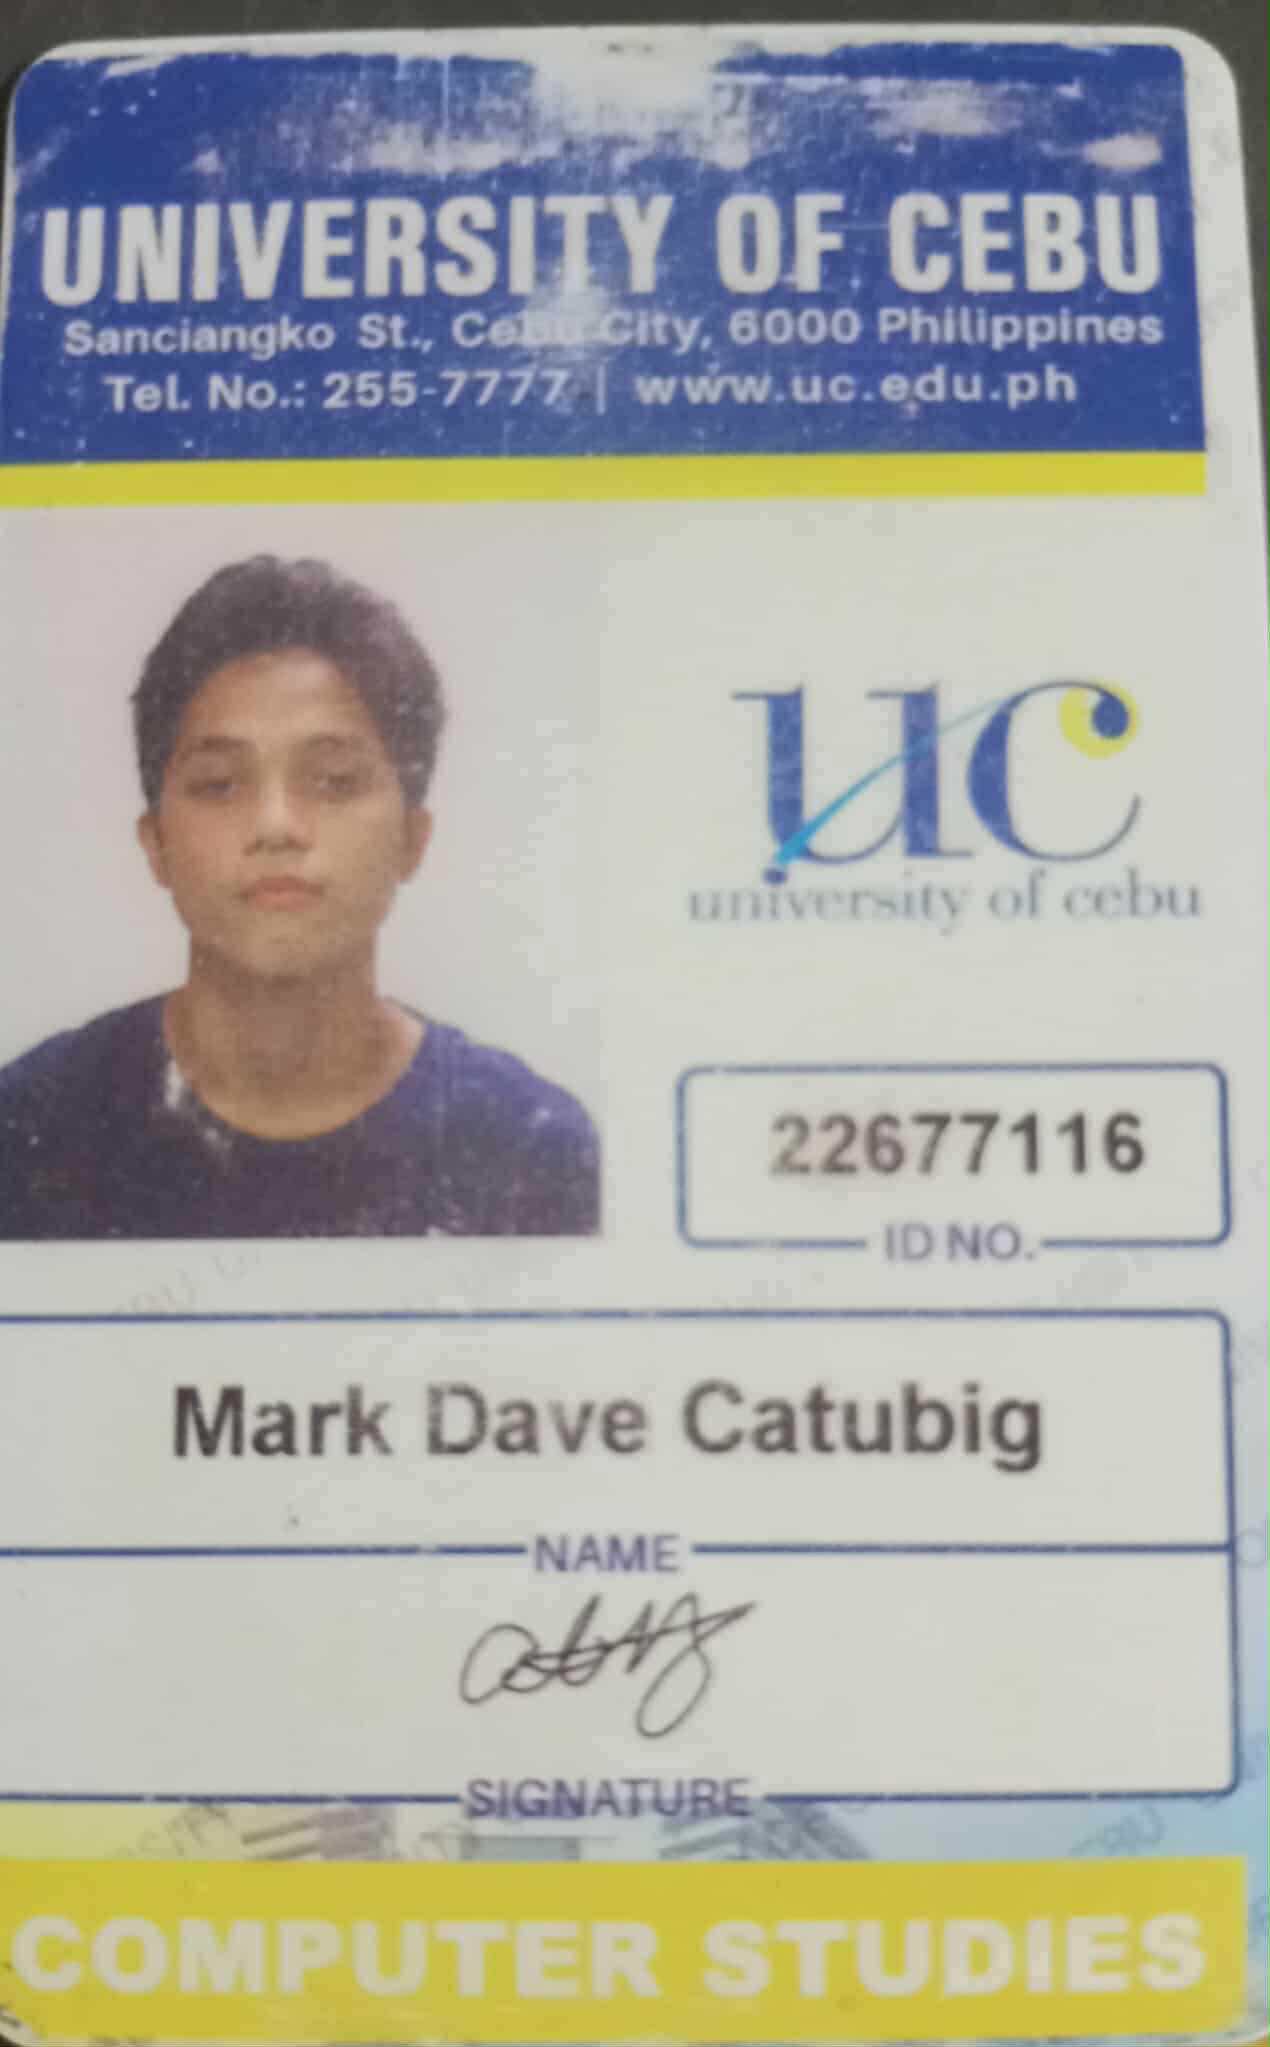 UNIVERSITY OF CEBU
Sanciangko St., Cebu City, 6000 Philippines
Tel. No.: 255-7777 | www.uc.edu.ph
uc
university of cebu
22677116
ID NO.
Mark Dave Catubig
NAME
SIGNATURE
COMPUTER STUDIES